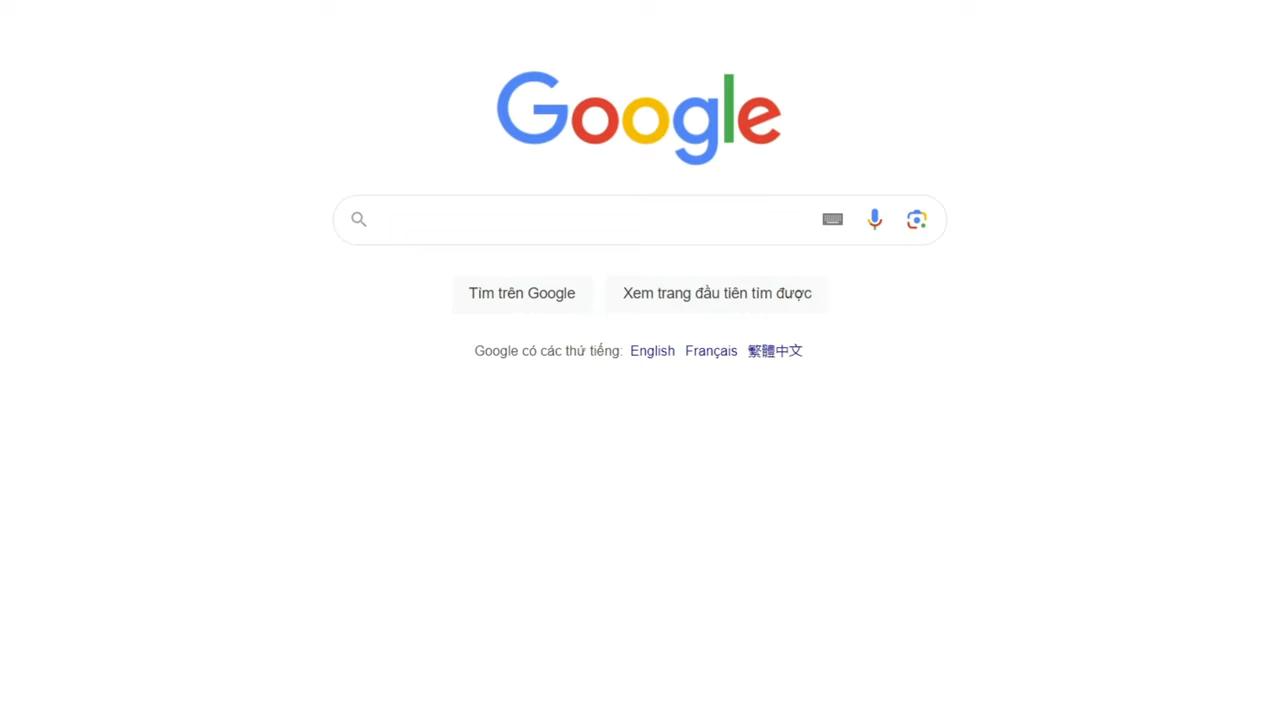 Google
Tìm trên Google
Xem trang đầu tiên tìm được
Google có các thứ tiếng: English Français 繁體中文